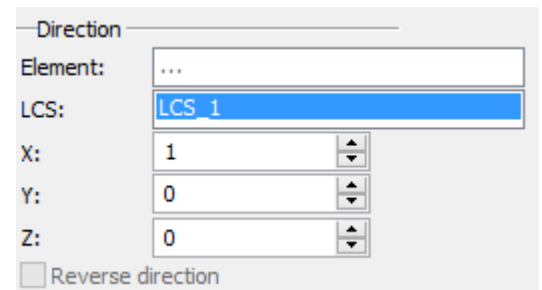 Direction
Element: ...
LCS: LCS_1
X: 1
Y: 0
Z: 0
Reverse direction